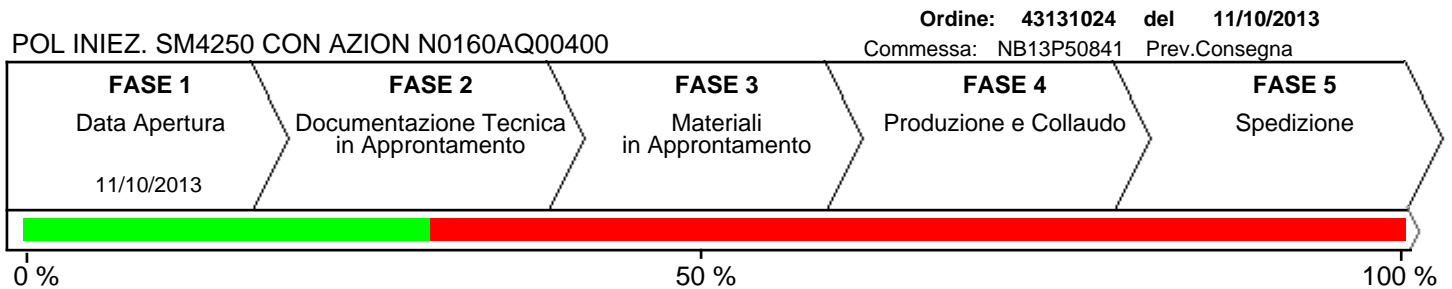 Ordine: 43131024 del 11/10/2013
POL INIEZ. SM4250 CON AZION N0160AQ00400
Commessa: NB13P50841 Prev.Consegna
FASE 1
Data Apertura
11/10/2013
FASE 2
Documentazione Tecnica
in Approntamento
FASE 3
Materiali
in Approntamento
FASE 4
Produzione e Collaudo
FASE 5
Spedizione
0 %
50 %
100 %